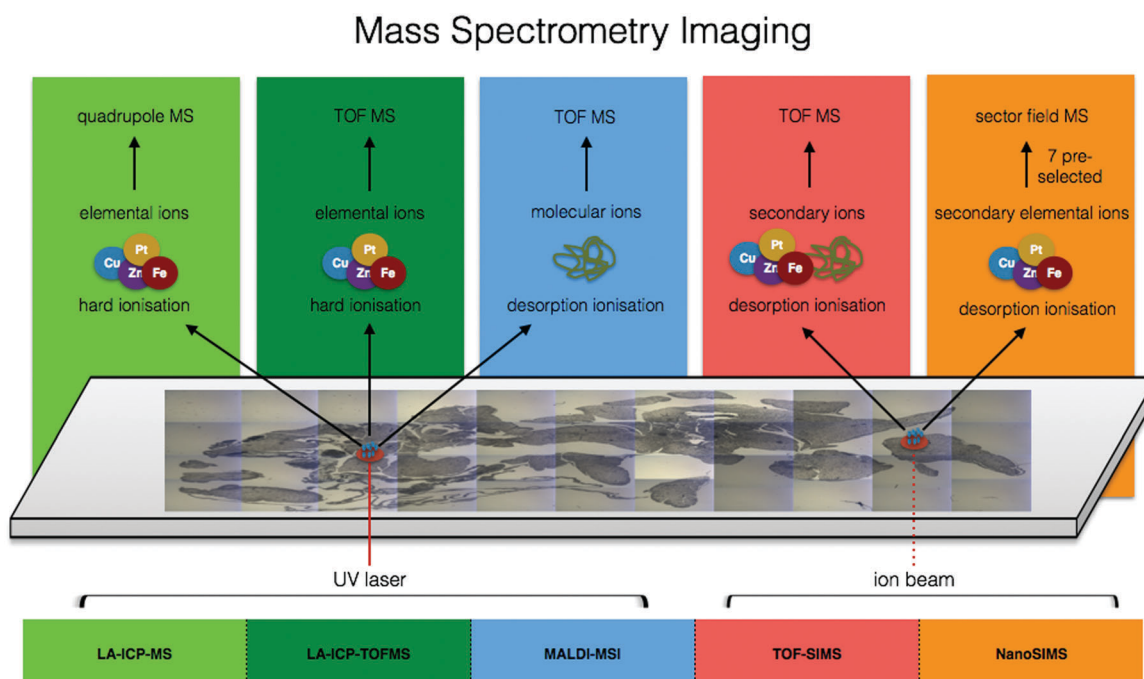 Mass Spectrometry Imaging
quadrupole MS
elemental ions
Cu
Pt
Zn
Fe
hard ionisation
TOF MS
elemental ions
Cu
Pt
Zn
Fe
hard ionisation
TOF MS
molecular ions
desorption ionisation
TOF MS
secondary ions
Cu
Pt
Zn
Fe
desorption ionisation
sector field MS
7 pre-
selected
secondary elemental ions
Cu
Pt
Zn
Fe
desorption ionisation
UV laser
ion beam
LA-ICP-MS
LA-ICP-TOFMS
MALDI-MSI
TOF-SIMS
NanoSIMS